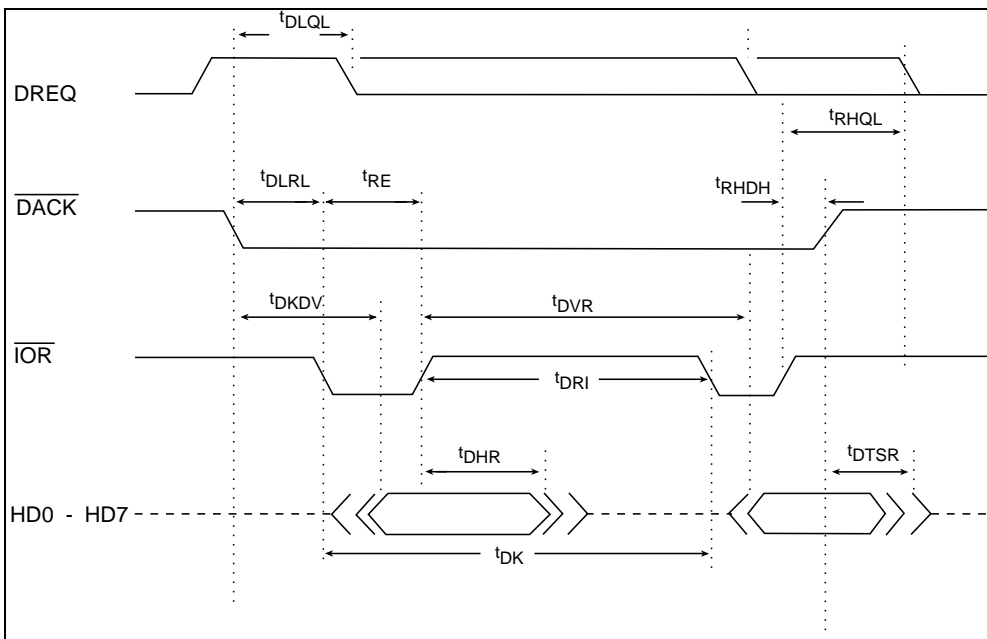 tDLQL
DREQ
tRHQL
tDLRL
tRE
tRHDH
DACK
tDKDV
tDVR
IOR
tDRI
tDHR
tDTSR
HD0 - HD7
tDK